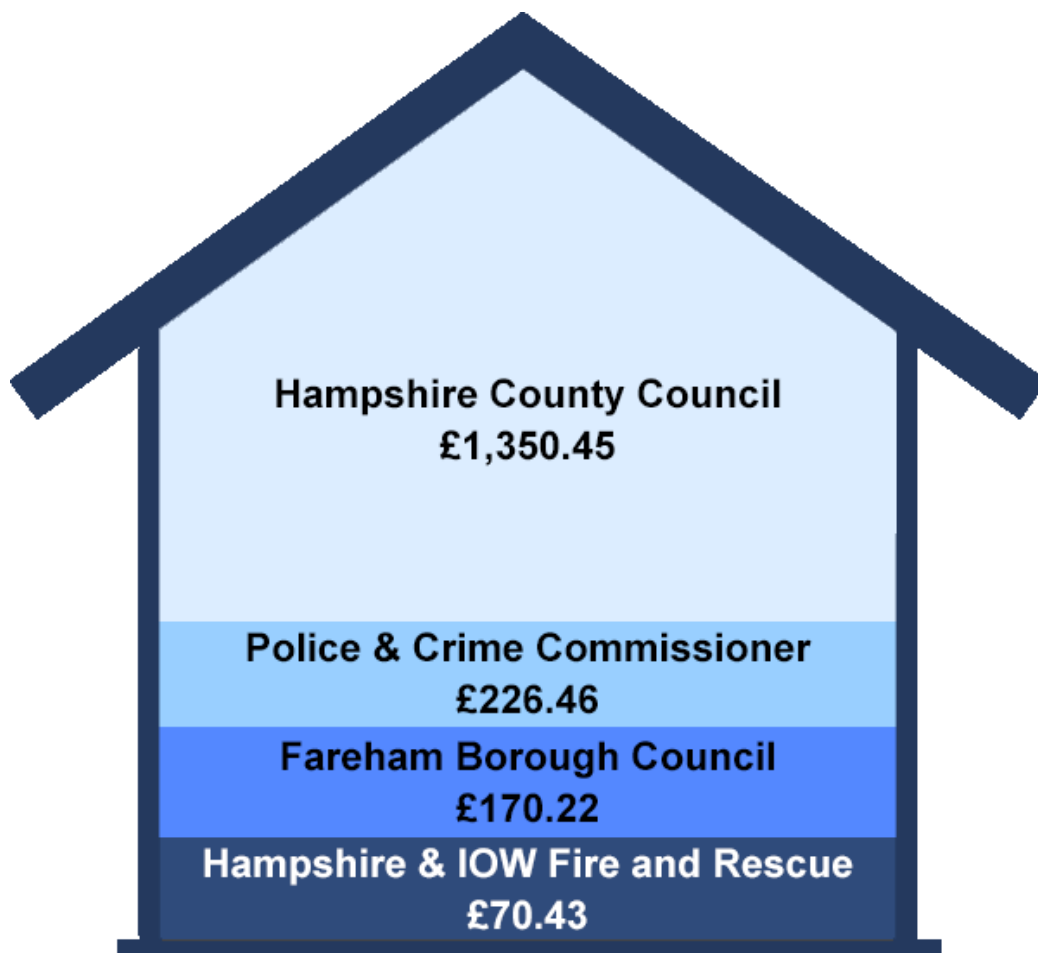 Hampshire County Council
£1,350.45
Police & Crime Commissioner
£226.46
Fareham Borough Council
£170.22
Hampshire & IOW Fire and Rescue
£70.43